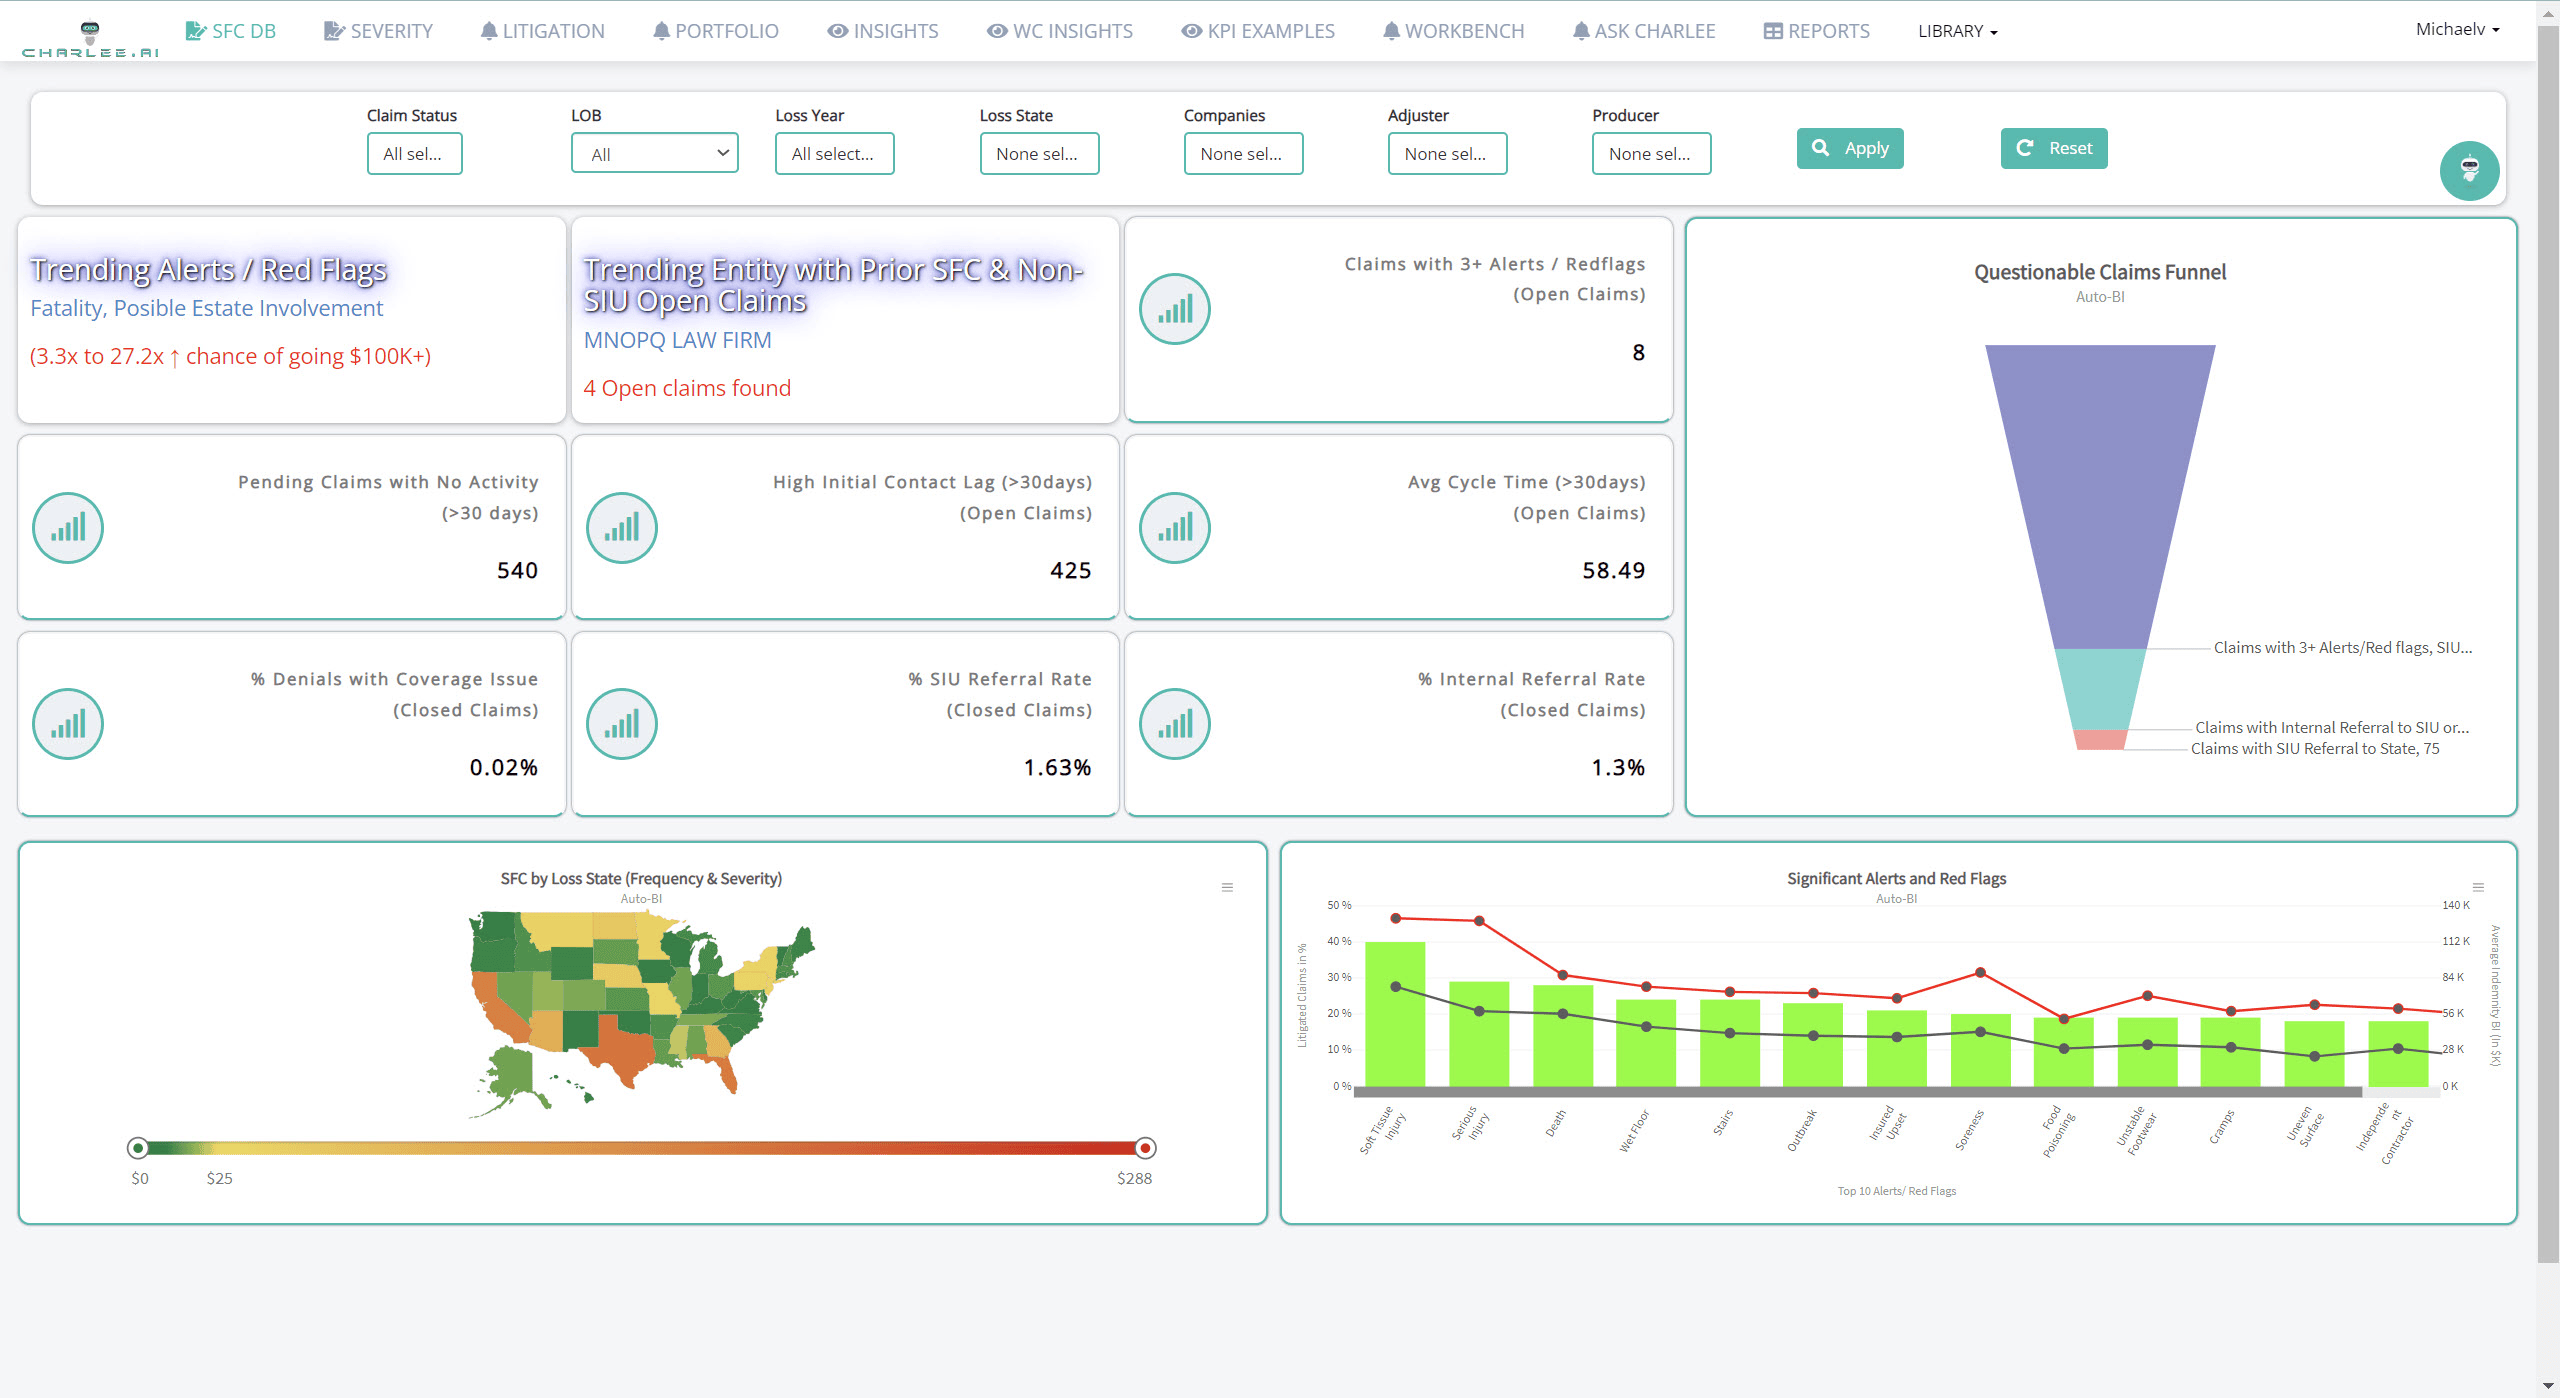 CHARLEE.AI
SFC DB
SEVERITY
LITIGATION
PORTFOLIO
INSIGHTS
WC INSIGHTS
KPI EXAMPLES
WORKBENCH
ASK CHARLEE
REPORTS
LIBRARY
Michaelv
Claim Status
All sel...
LOB
All
Loss Year
All select...
Loss State
None sel...
Companies
None sel...
Adjuster
None sel...
Producer
None sel...
Apply
Reset
Trending Alerts / Red Flags
Fatality, Posible Estate Involvement
(3.3x to 27.2x ↑ chance of going $100K+)
Trending Entity with Prior SFC & Non-
SIU Open Claims
MNOPQ LAW FIRM
4 Open claims found
Claims with 3+ Alerts / Redflags
(Open Claims)
8
Pending Claims with No Activity
(>30 days)
540
High Initial Contact Lag (>30days)
(Open Claims)
425
Avg Cycle Time (>30days)
(Open Claims)
58.49
% Denials with Coverage Issue
(Closed Claims)
0.02%
% SIU Referral Rate
(Closed Claims)
1.63%
% Internal Referral Rate
(Closed Claims)
1.3%
Questionable Claims Funnel
Auto-BI
Claims with 3+ Alerts/Red flags, SIU...
Claims with Internal Referral to SIU or...
Claims with SIU Referral to State, 75
SFC by Loss State (Frequency & Severity)
Auto-BI
$0
$25
$288
Significant Alerts and Red Flags
Auto-BI
Litigated Claims in %
50 %
40 %
30 %
20 %
10 %
0 %
140 K
112 K
84 K
56 K
28 K
0 K
Average Indemnity BI (In $K)
Soft Tissue
Injury
Serious
Injury
Death
Wet Floor
Stairs
Outbreak
Insured
Upset
Soreness
Food
Poisoning
Unstable
Footwear
Cramps
Uneven
Surface
Independe
nt
Contractor
Top 10 Alerts/ Red Flags